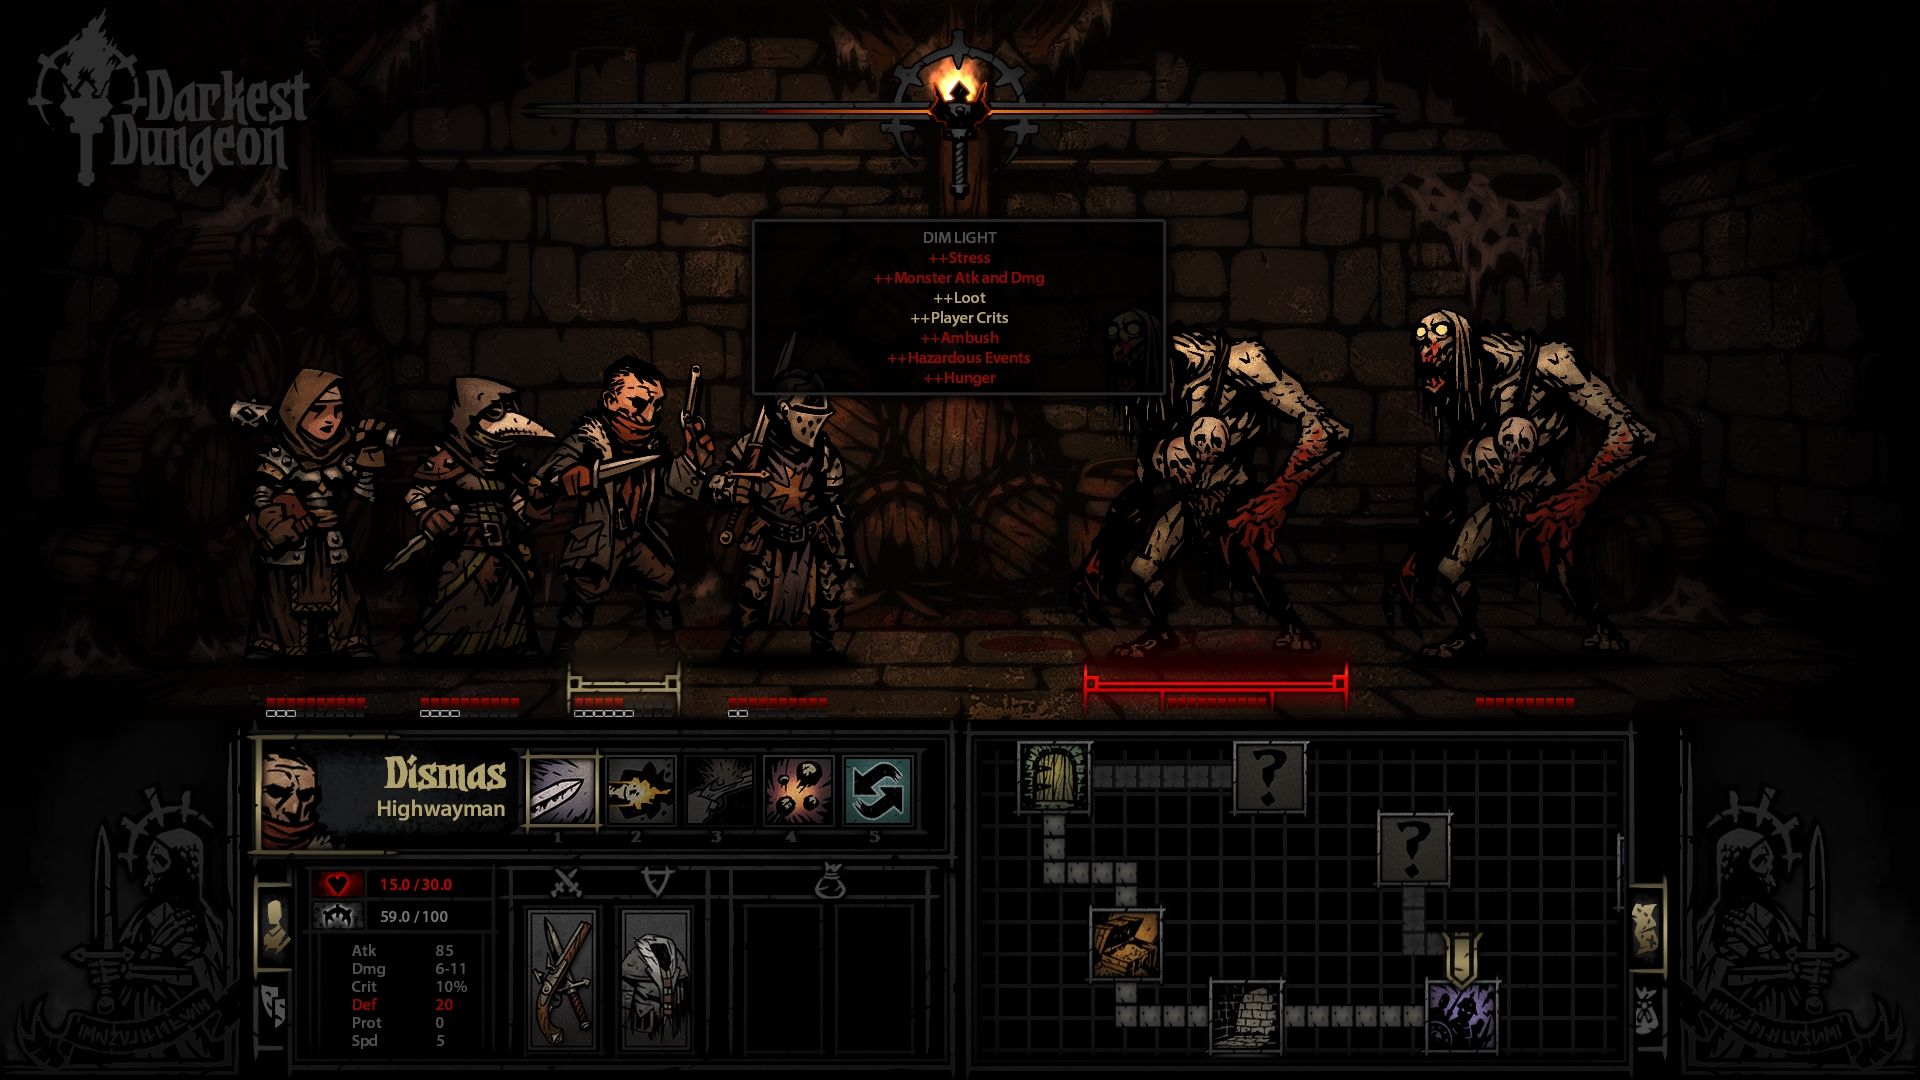 Darkest
Dungeon
DIM LIGHT
++Stress
++Monster Atk and Dmg
++Loot
++Player Crits
++Ambush
++Hazardous Events
++Hunger
Dismas
Highwayman
1 2 3 4 5
15.0 / 30.0
59.0 / 100
Atk 85
Dmg 6-11
Crit 10%
Def 20
Prot 0
Spd 5
?
?